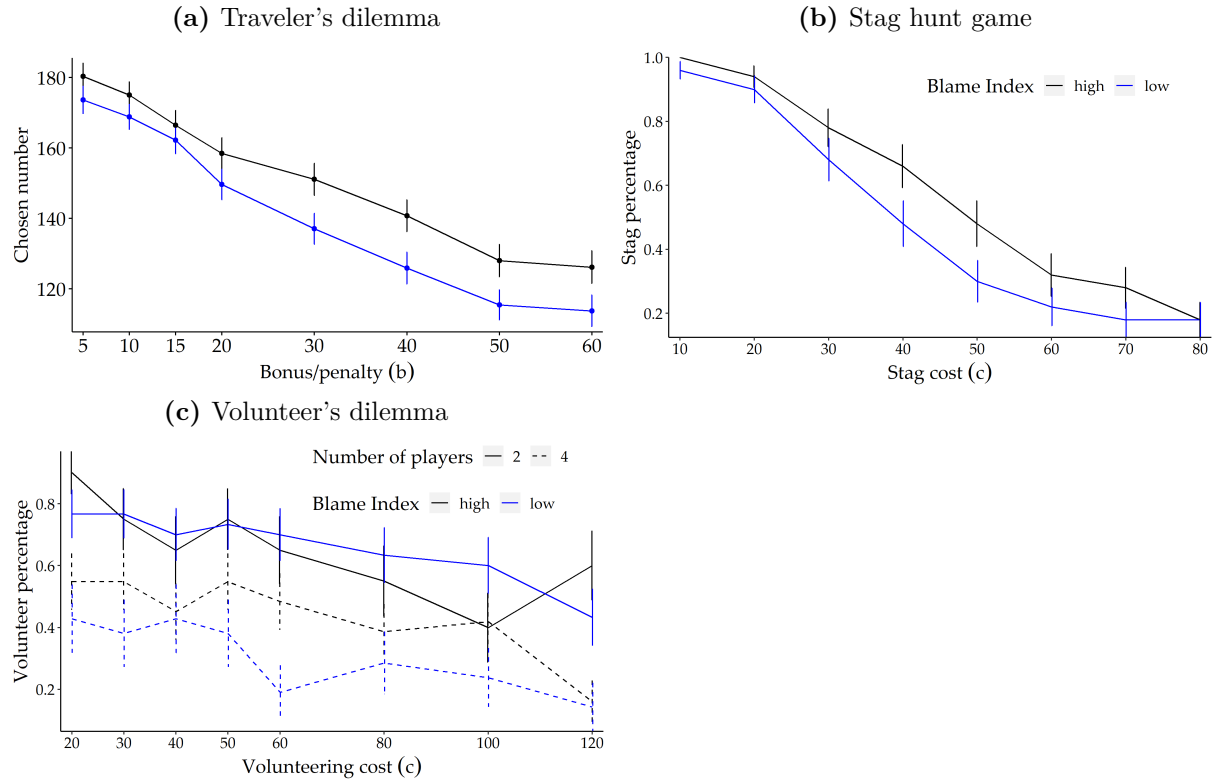 (a) Traveler's dilemma
180
160
140
120
Chosen number
5 10 15 20 30 40 50 60
Bonus/penalty (b)
(b) Stag hunt game
Blame Index high low
1.0
0.8
0.6
0.4
0.2
Stag percentage
10 20 30 40 50 60 70 80
Stag cost (c)
(c) Volunteer's dilemma
Number of players 2 4
Blame Index high low
0.8
0.6
0.4
0.2
Volunteer percentage
20 30 40 50 60 80 100 120
Volunteering cost (c)